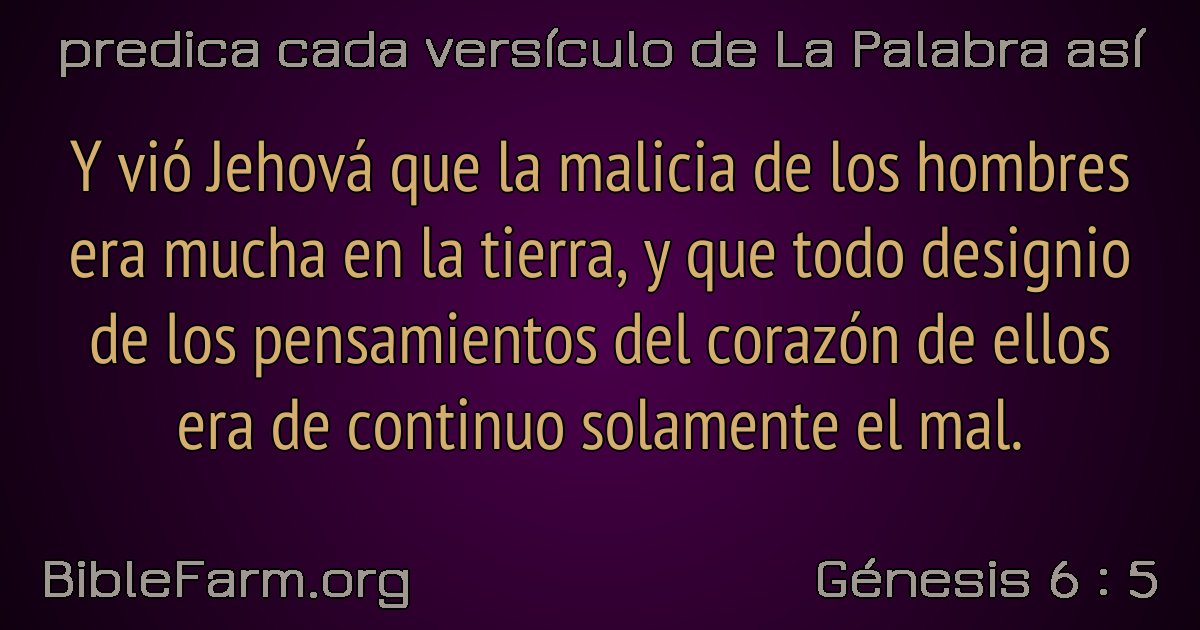 predica cada versículo de La Palabra así
Y vió Jehová que la malicia de los hombres
era mucha en la tierra, y que todo designio
de los pensamientos del corazón de ellos
era de continuo solamente el mal.
BibleFarm.org
Génesis 6 : 5